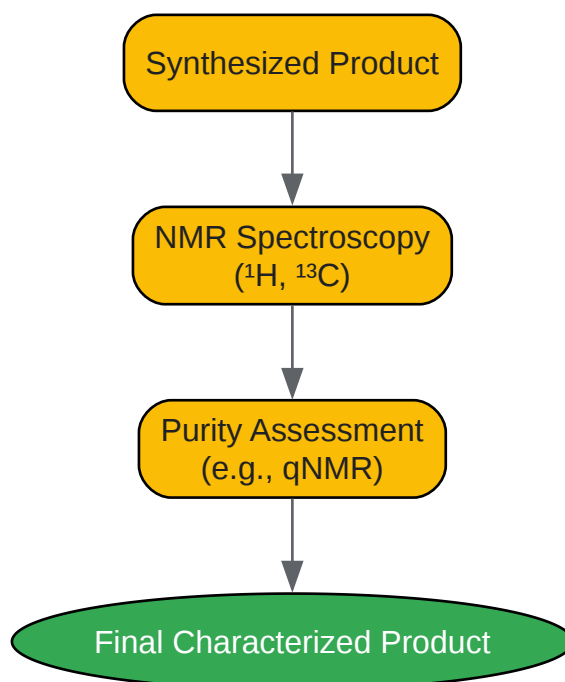 Synthesized Product
NMR Spectroscopy
(¹H, ¹³C)
Purity Assessment
(e.g., qNMR)
Final Characterized Product